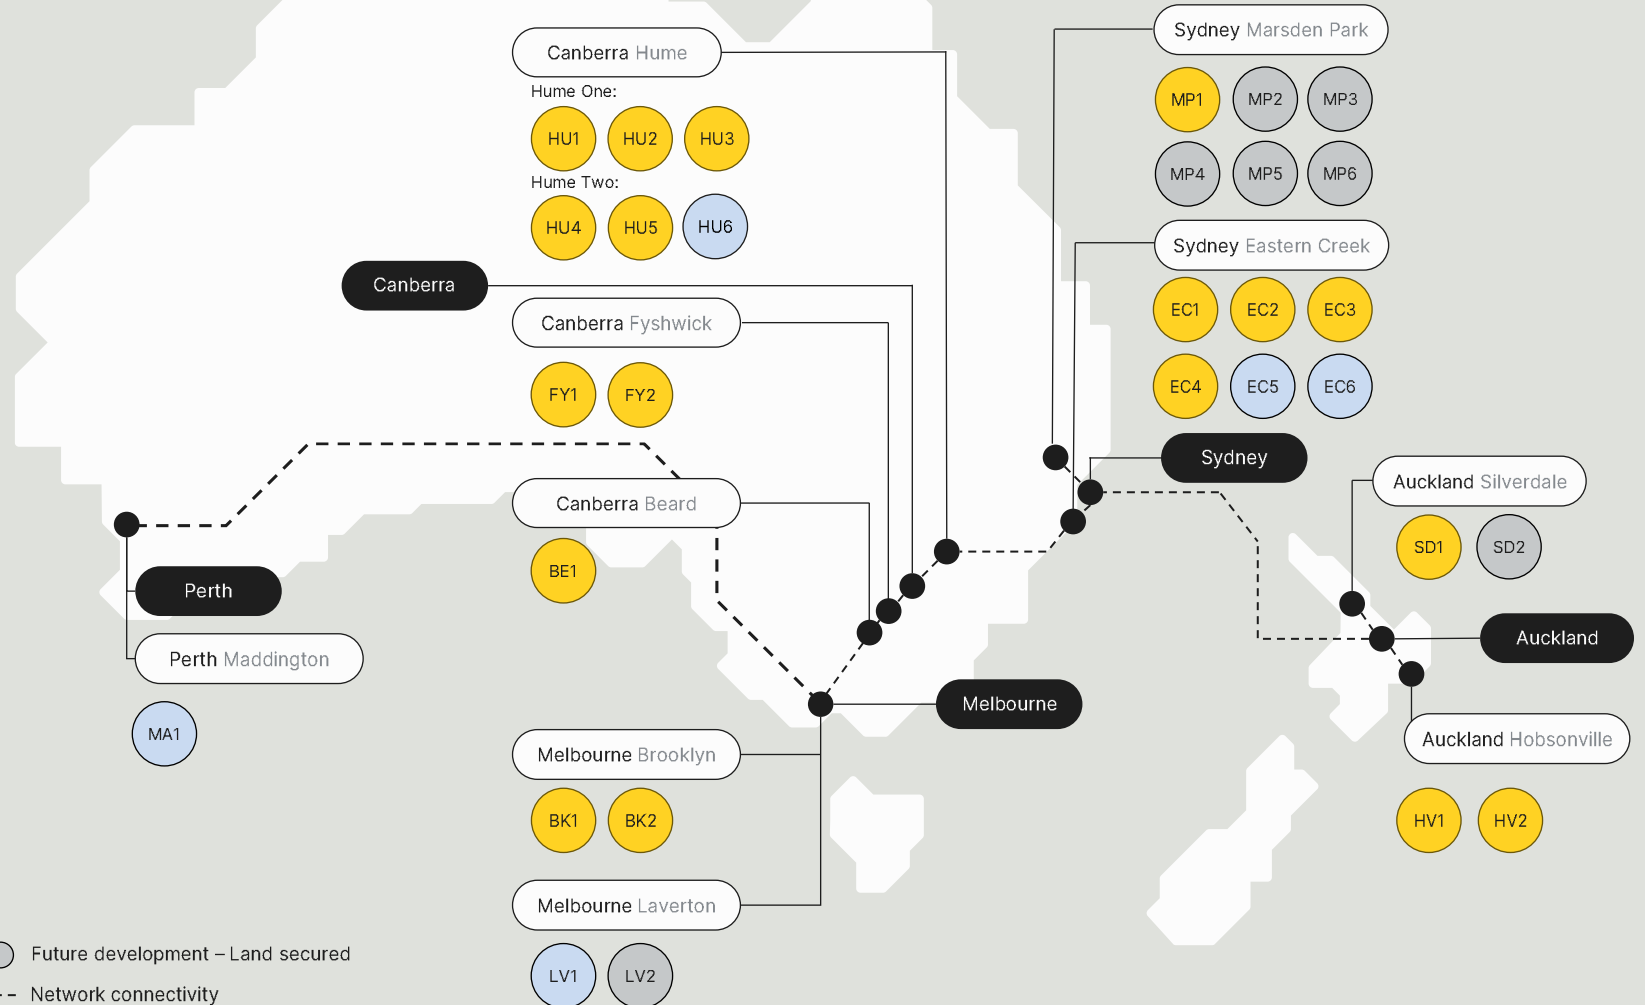 Canberra Hume
Hume One:
HU1 HU2 HU3
Hume Two:
HU4 HU5 HU6
Canberra
Canberra Fyshwick
FY1 FY2
Canberra Beard
BE1
Perth
Perth Maddington
MA1
Melbourne
Melbourne Brooklyn
BK1 BK2
Melbourne Laverton
LV1 LV2
Sydney Marsden Park
MP1 MP2 MP3
MP4 MP5 MP6
Sydney Eastern Creek
EC1 EC2 EC3
EC4 EC5 EC6
Sydney
Auckland Silverdale
SD1 SD2
Auckland
Auckland Hobsonville
HV1 HV2
Future development – Land secured
Network connectivity